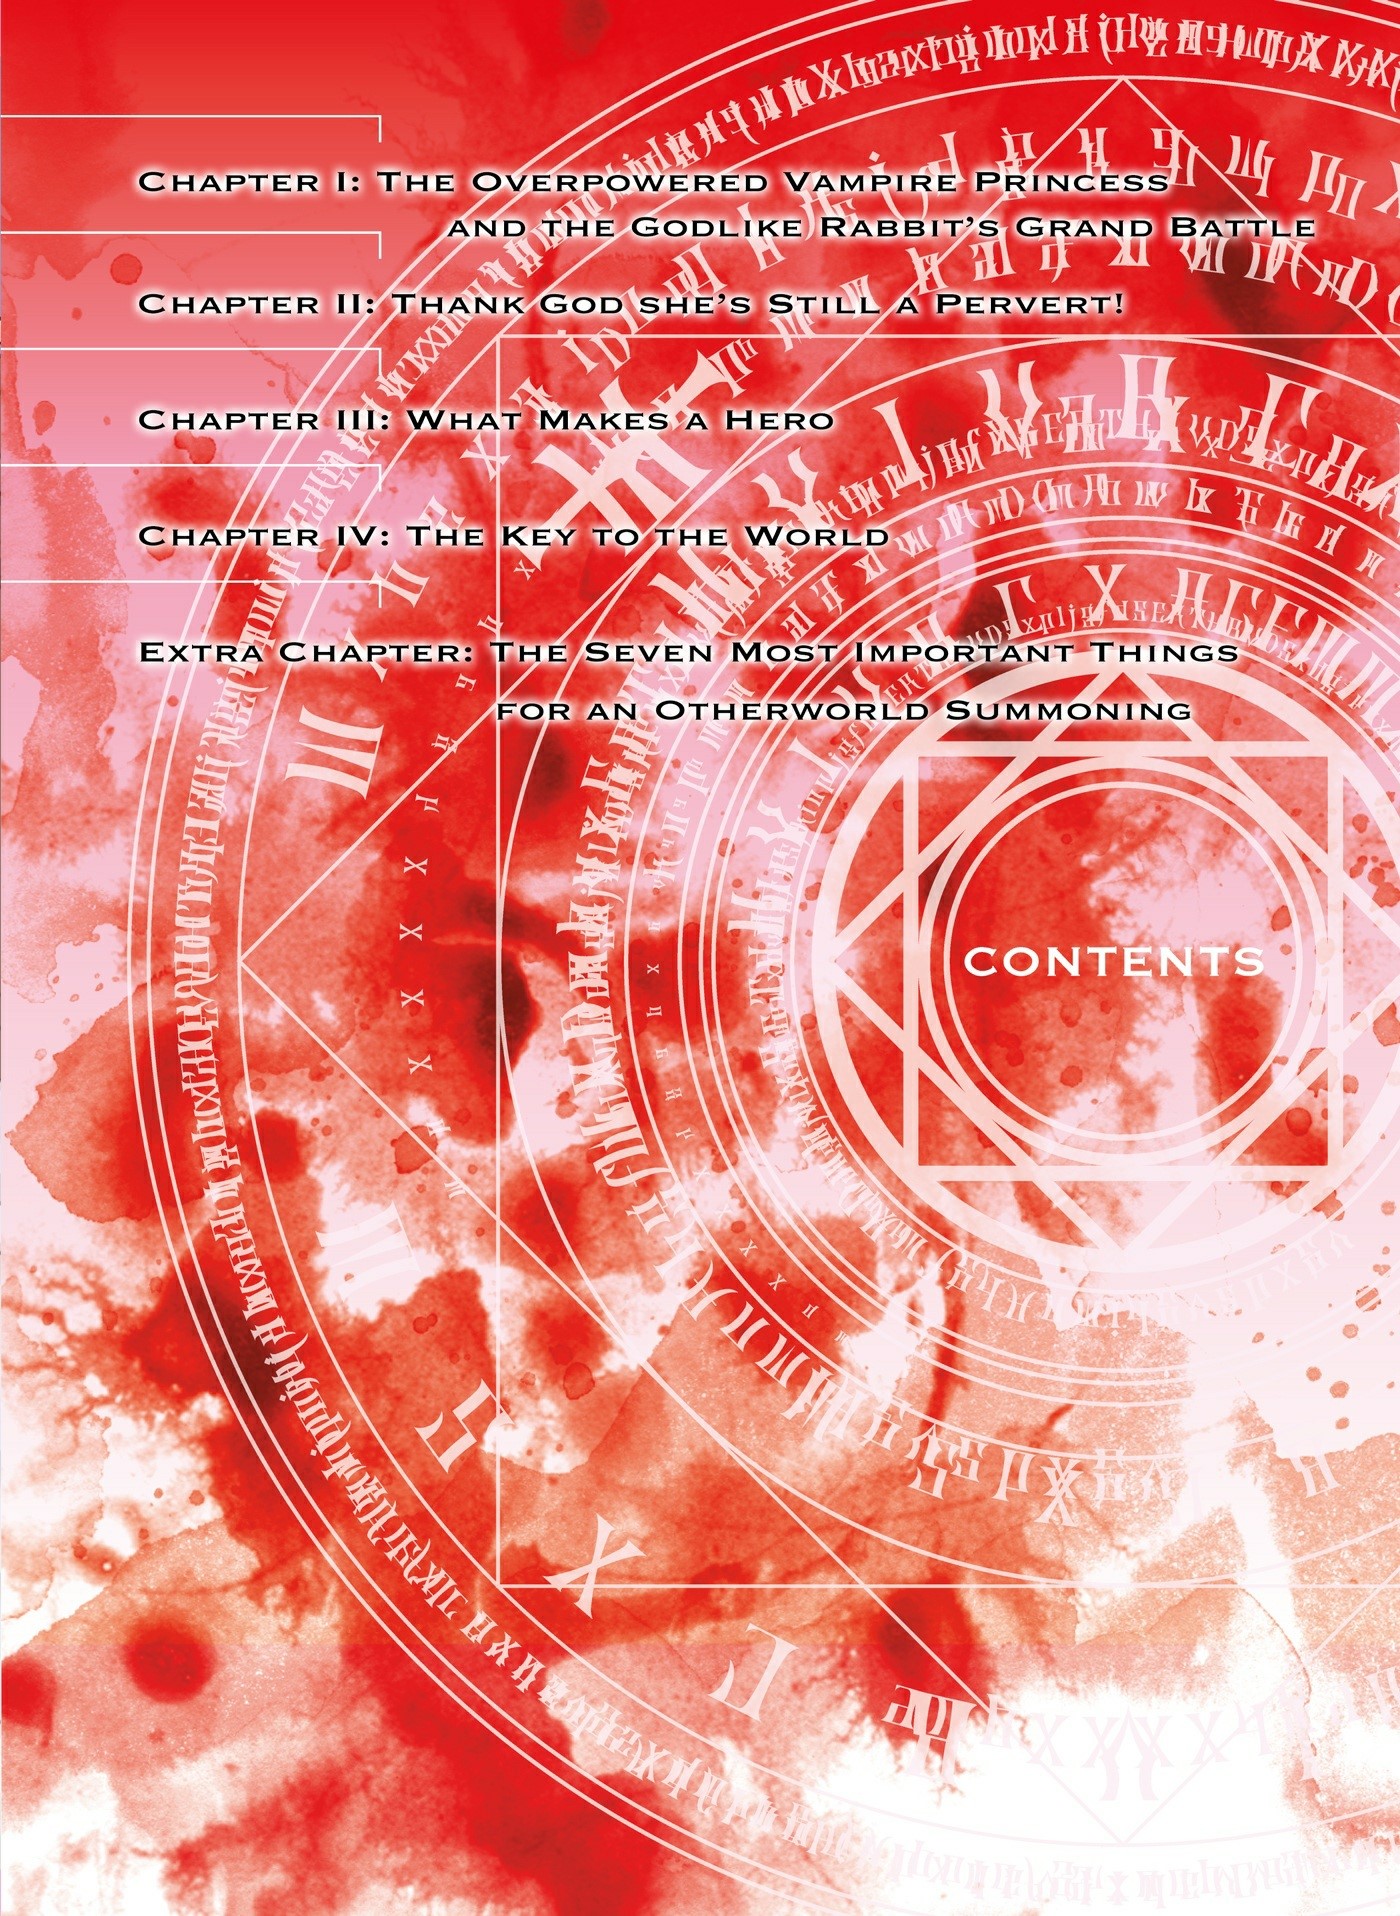 Chapter I: The Overpowered Vampire Princess
and the Godlike Rabbit's Grand Battle
Chapter II: Thank God she's Still a Pervert!
Chapter III: What Makes a Hero
Chapter IV: The Key to the World
Extra Chapter: The Seven Most Important Things
for an Otherworld Summoning
CONTENTS